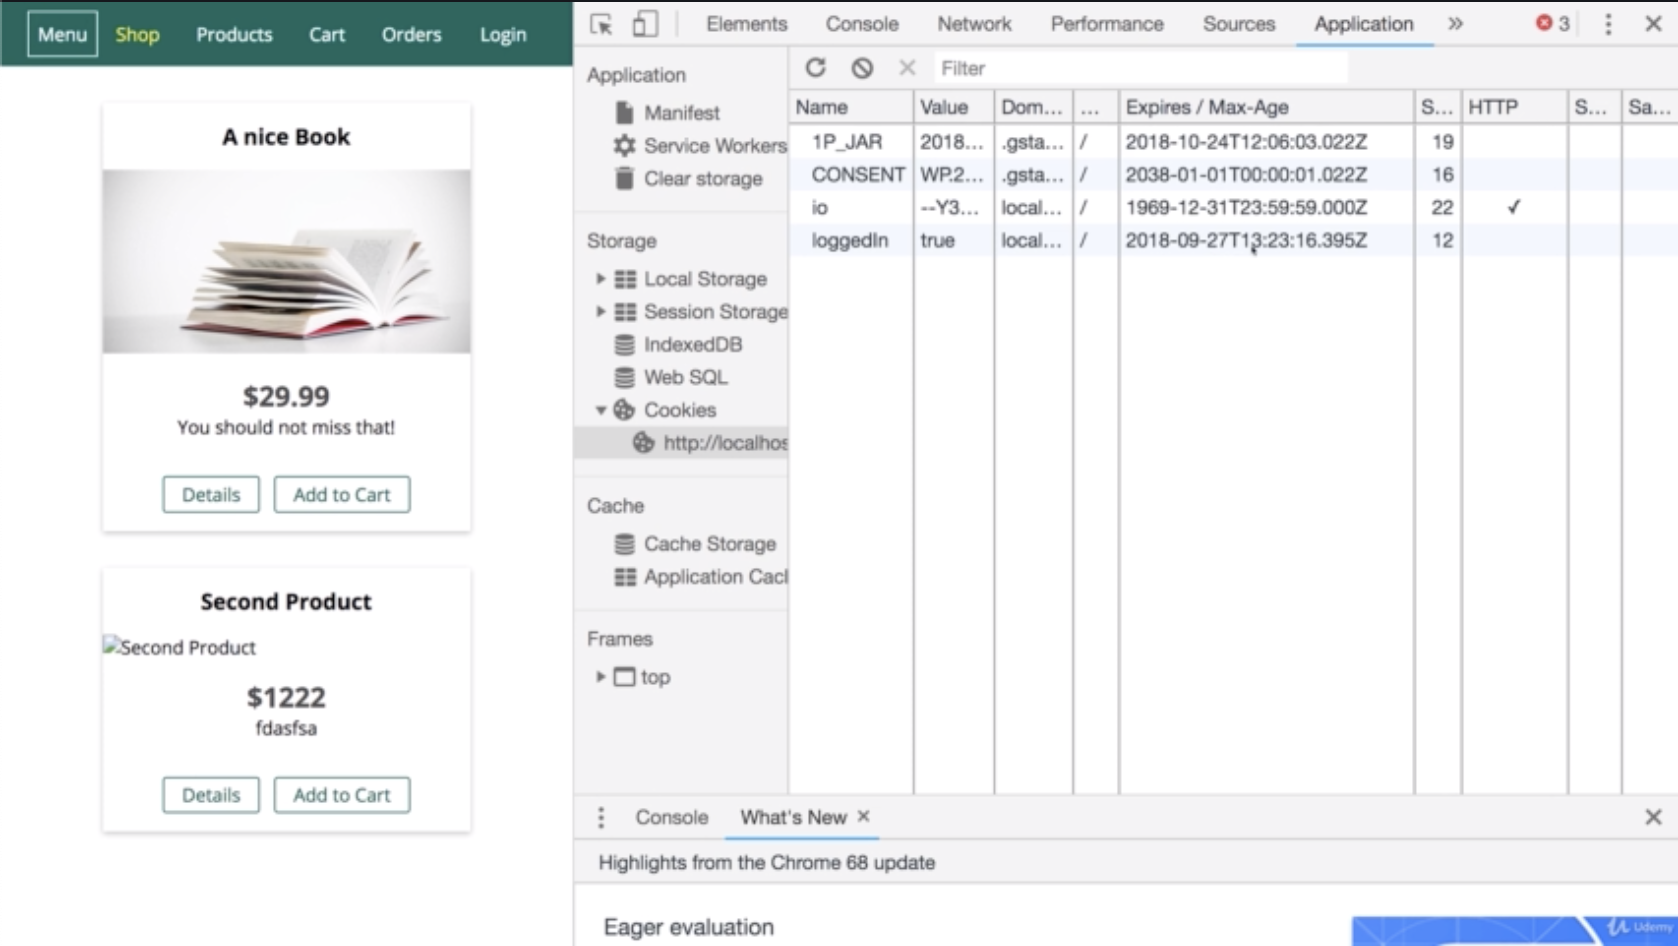 Menu Shop Products Cart Orders Login
A nice Book
$29.99
You should not miss that!
Details Add to Cart
Second Product
Second Product
$1222
fdasfsa
Details Add to Cart
Elements Console Network Performance Sources Application » 3
Application
Manifest
Service Workers
Clear storage
Storage
Local Storage
Session Storage
IndexedDB
Web SQL
Cookies
http://localhos
Cache
Cache Storage
Application Cacl
Frames
top
Filter
Name Value Dom... ... Expires / Max-Age S... HTTP S... Sa...
1P_JAR 2018... .gsta... / 2018-10-24T12:06:03.022Z 19
CONSENT WP.2... .gsta... / 2038-01-01T00:00:01.022Z 16
io --Y3... local... / 1969-12-31T23:59:59.000Z 22 ✓
loggedIn true local... / 2018-09-27T13:23:16.395Z 12
Console What's New ×
Highlights from the Chrome 68 update
Eager evaluation
Udemy